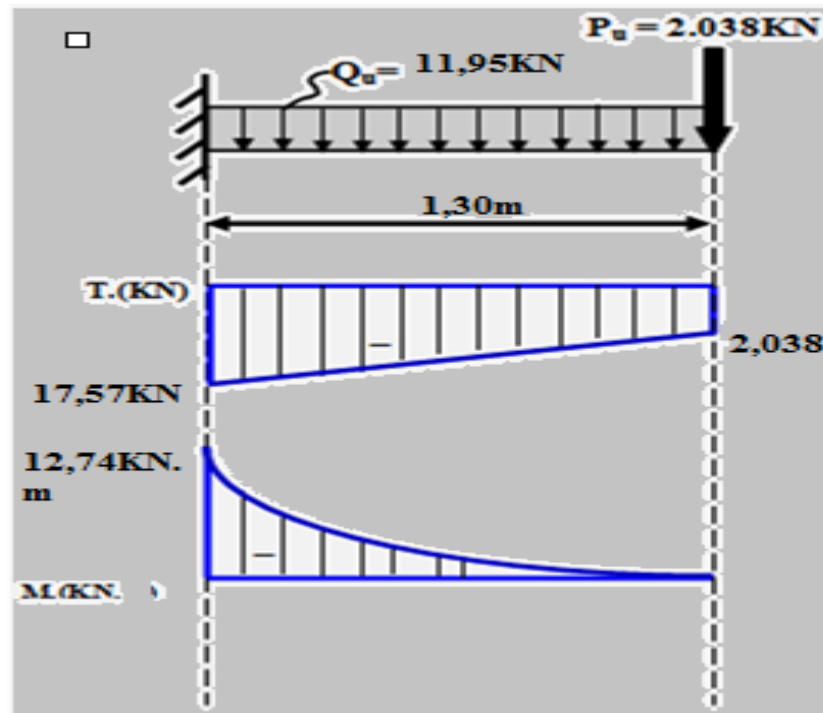 Pu = 2.038KN
Qu = 11,95KN
1,30m
T.(KN)
2,038
17,57KN
12,74KN.
m
M.(KN.